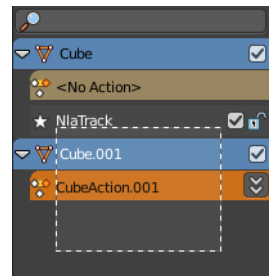 Cube
<No Action>
NlaTrack
Cube.001
CubeAction.001